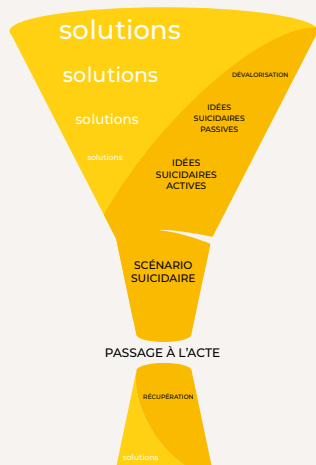 solutions
solutions
DÉVALORISATION
IDÉES
SUICIDAIRES
PASSIVES
solutions
solutions
IDÉES
SUICIDAIRES
ACTIVES
SCÉNARIO
SUICIDAIRE
PASSAGE À L'ACTE
RÉCUPÉRATION
solutions